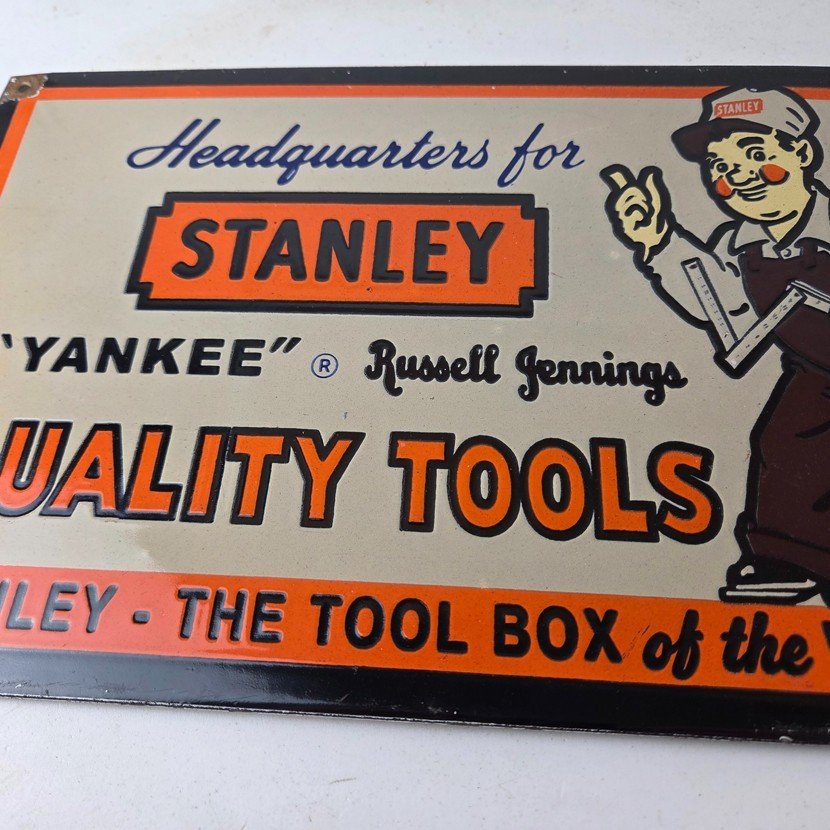 STANLEY
Headquarters for
STANLEY
"YANKEE" ® Russell Jennings
UALITY TOOLS
NLEY - THE TOOL BOX of the